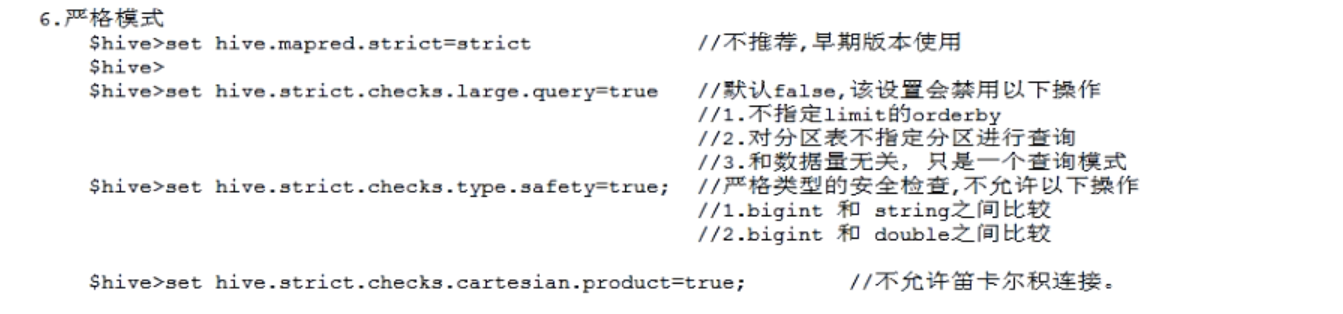 6.严格模式
$hive>set hive.mapred.strict=strict //不推荐,早期版本使用
$hive>
$hive>set hive.strict.checks.large.query=true //默认false,该设置会禁用以下操作
//1.不指定limit的orderby
//2.对分区表不指定分区进行查询
//3.和数据量无关，只是一个查询模式
$hive>set hive.strict.checks.type.safety=true; //严格类型的安全检查,不允许以下操作
//1.bigint 和 string之间比较
//2.bigint 和 double之间比较
$hive>set hive.strict.checks.cartesian.product=true; //不允许笛卡尔积连接。